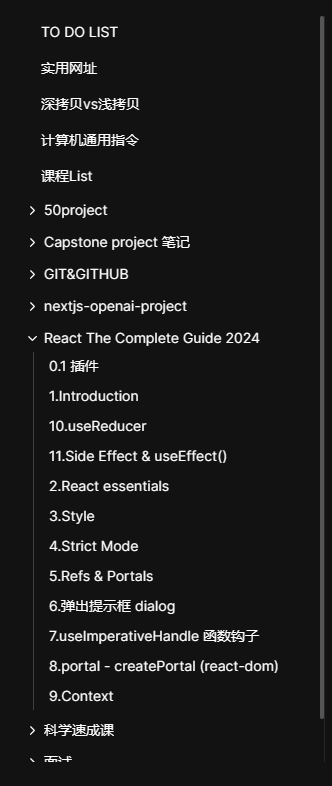 TO DO LIST
实用网址
深拷贝vs浅拷贝
计算机通用指令
课程List
50project
Capstone project 笔记
GIT&GITHUB
nextjs-openai-project
React The Complete Guide 2024
0.1 插件
1.Introduction
10.useReducer
11.Side Effect & useEffect()
2.React essentials
3.Style
4.Strict Mode
5.Refs & Portals
6.弹出提示框 dialog
7.useImperativeHandle 函数钩子
8.portal - createPortal (react-dom)
9.Context
科学速成课
面试